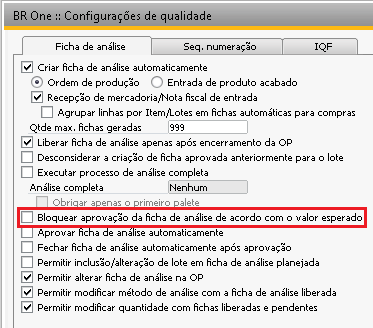 BR One :: Configurações de qualidade
Ficha de análise Seq. numeração IQF
Criar ficha de análise automaticamente
Ordem de produção Entrada de produto acabado
Recepção de mercadoria/Nota fiscal de entrada
Agrupar linhas por Item/Lotes em fichas automáticas para compras
Qtde max. fichas geradas 999
Liberar ficha de análise apenas após encerramento da OP
Desconsiderar a criação de ficha aprovada anteriormente para o lote
Executar processo de análise completa
Análise completa Nenhum
Obrigar apenas o primeiro palete
Bloquear aprovação da ficha de análise de acordo com o valor esperado
Aprovar ficha de análise automaticamente
Fechar ficha de análise automaticamente após aprovação
Permitir inclusão/alteração de lote em ficha de análise planejada
Permitir alterar ficha de análise na OP
Permitir modificar método de análise com a ficha de análise liberada
Permitir modificar quantidade com fichas liberadas e pendentes